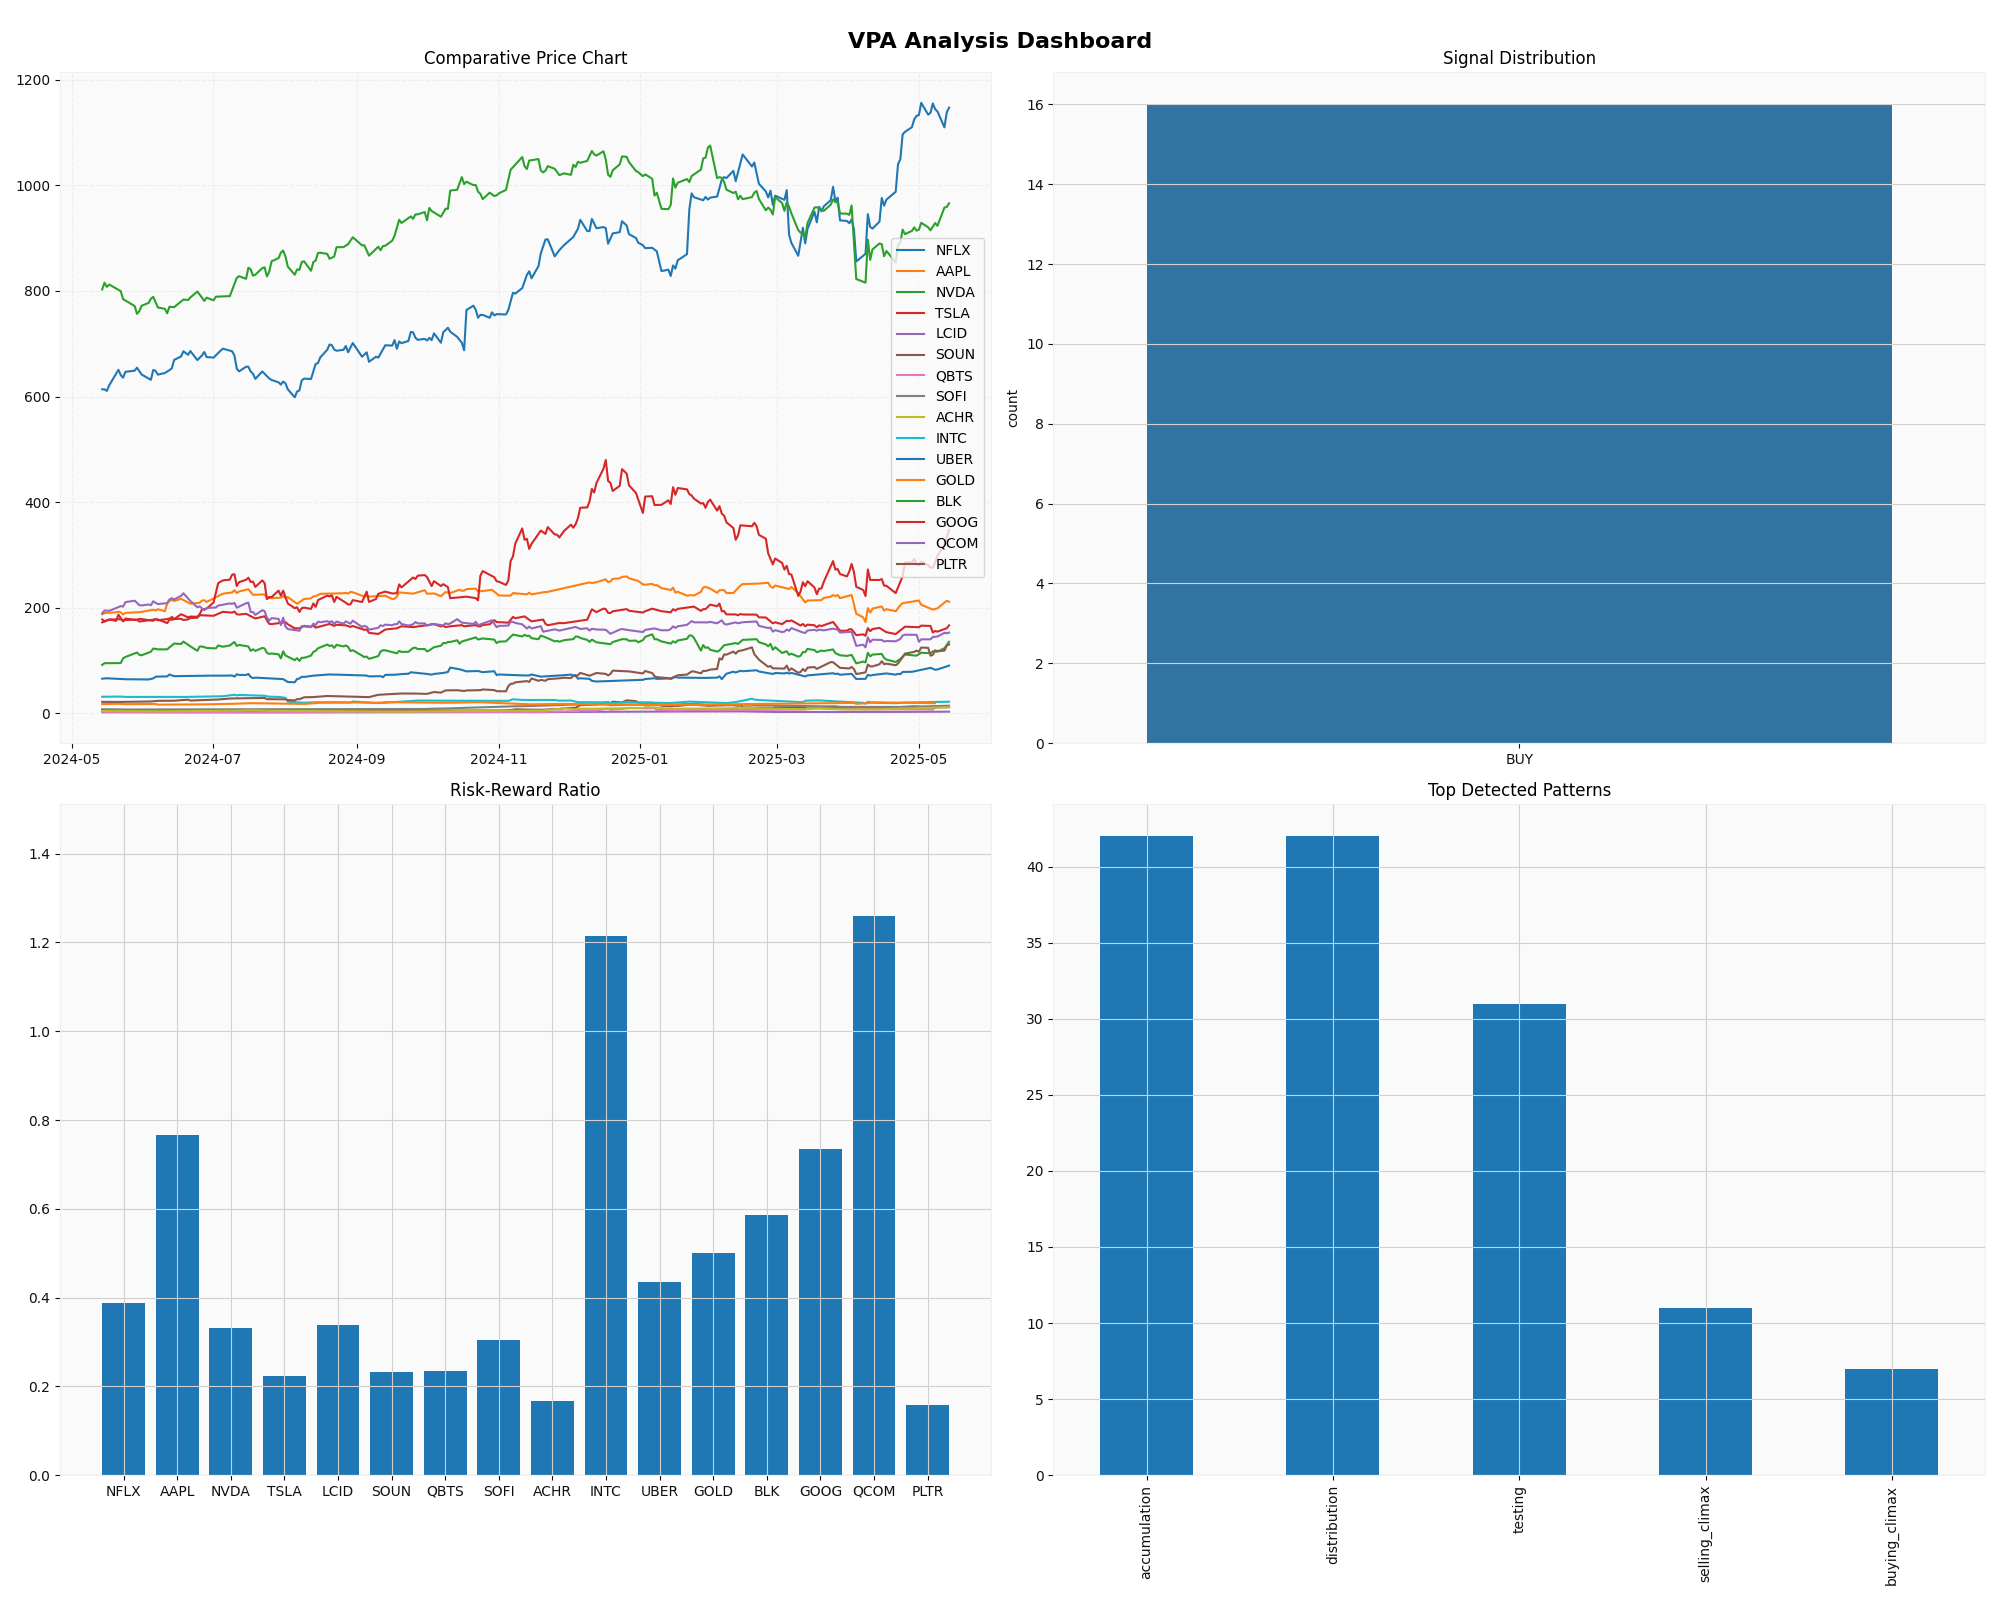 VPA Analysis Dashboard
Comparative Price Chart
1200
1000
800
600
400
200
0
2024-05
2024-07
2024-09
2024-11
2025-01
2025-03
2025-05
NFLX
AAPL
NVDA
TSLA
LCID
SOUN
QBTS
SOFI
ACHR
INTC
UBER
GOLD
BLK
GOOG
QCOM
PLTR
Signal Distribution
count
16
14
12
10
8
6
4
2
0
BUY
Risk-Reward Ratio
1.4
1.2
1.0
0.8
0.6
0.4
0.2
0.0
NFLX
AAPL
NVDA
TSLA
LCID
SOUN
QBTS
SOFI
ACHR
INTC
UBER
GOLD
BLK
GOOG
QCOM
PLTR
Top Detected Patterns
40
35
30
25
20
15
10
5
0
accumulation
distribution
testing
selling_climax
buying_climax